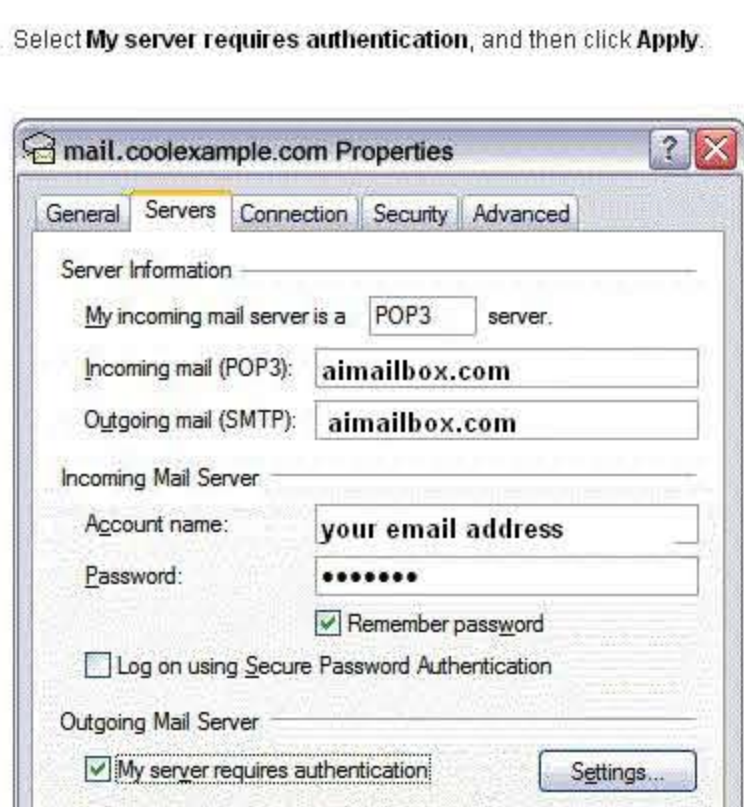 Select My server requires authentication, and then click Apply.
mail.coolexample.com Properties
?
General Servers Connection Security Advanced
Server Information
My incoming mail server is a POP3 server.
Incoming mail (POP3): aimailbox.com
Outgoing mail (SMTP): aimailbox.com
Incoming Mail Server
Account name: your email address
Password: •••••••
Remember password
Log on using Secure Password Authentication
Outgoing Mail Server
My server requires authentication Settings...